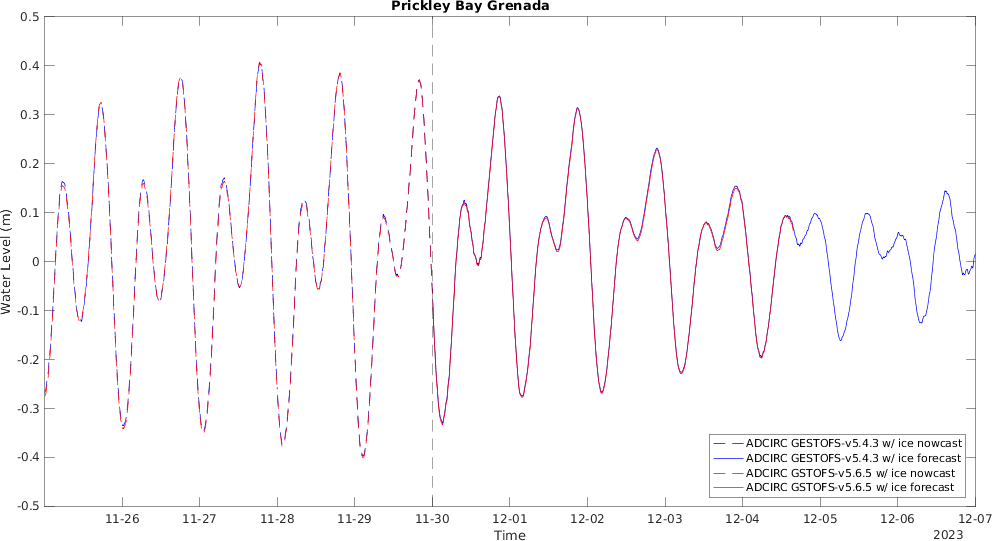 Prickley Bay Grenada
0.5
0.4
0.3
0.2
0.1
0
-0.1
-0.2
-0.3
-0.4
-0.5
Water Level (m)
ADCIRC GESTOFS-v5.4.3 w/ ice nowcast
ADCIRC GESTOFS-v5.4.3 w/ ice forecast
ADCIRC GSTOFS-v5.6.5 w/ ice nowcast
ADCIRC GSTOFS-v5.6.5 w/ ice forecast
11-26 11-27 11-28 11-29 11-30 12-01 12-02 12-03 12-04 12-05 12-06 12-07
Time
2023